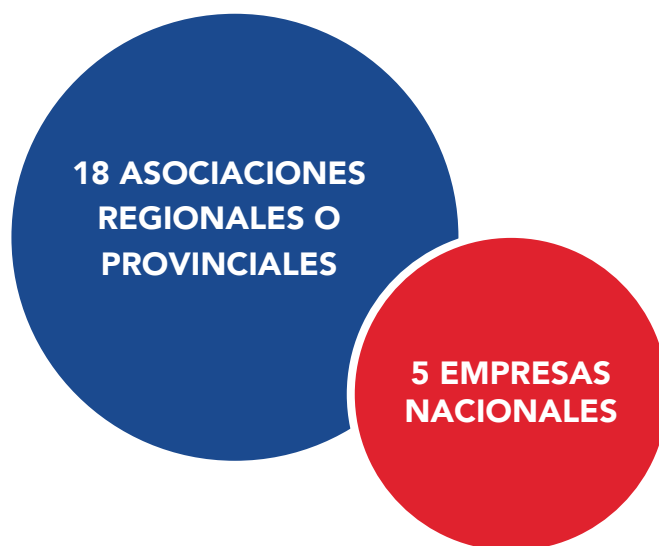 18 ASOCIACIONES
REGIONALES O
PROVINCIALES
5 EMPRESAS
NACIONALES